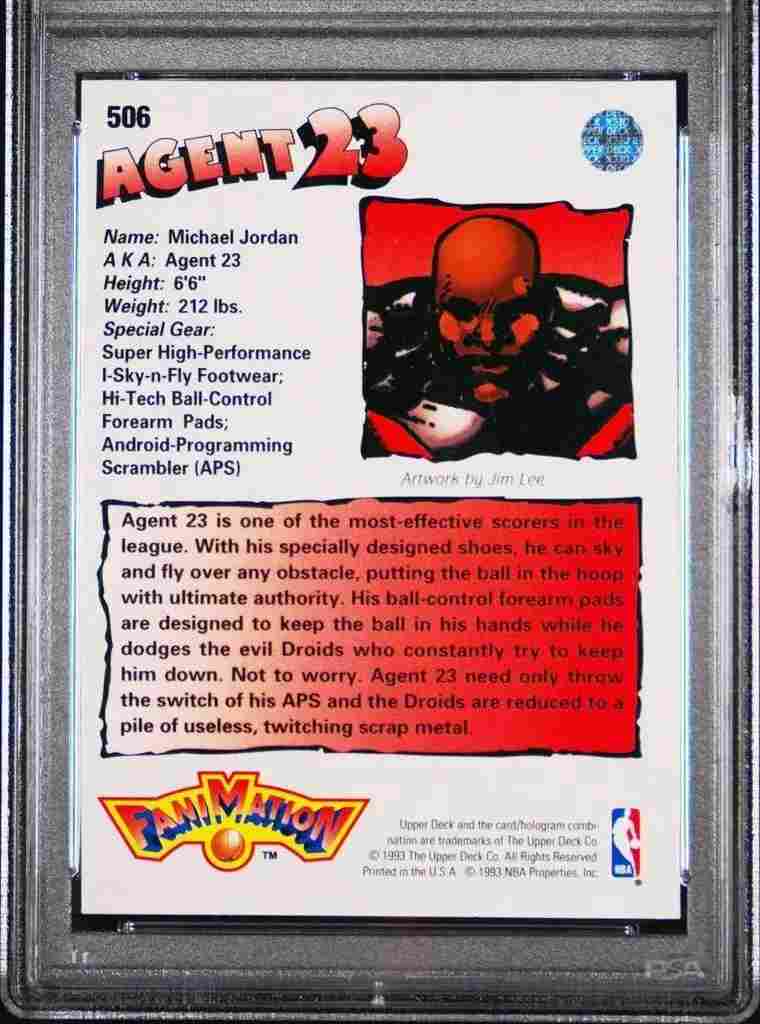 506
AGENT 23
Name: Michael Jordan
A K A: Agent 23
Height: 6'6"
Weight: 212 lbs.
Special Gear:
Super High-Performance
I-Sky-n-Fly Footwear;
Hi-Tech Ball-Control
Forearm Pads;
Android-Programming
Scrambler (APS)
Artwork by Jim Lee
Agent 23 is one of the most-effective scorers in the
league. With his specially designed shoes, he can sky
and fly over any obstacle, putting the ball in the hoop
with ultimate authority. His ball-control forearm pads
are designed to keep the ball in his hands while he
dodges the evil Droids who constantly try to keep
him down. Not to worry. Agent 23 need only throw
the switch of his APS and the Droids are reduced to a
pile of useless, twitching scrap metal.
FANIMATION TM
Upper Deck and the card/hologram combi-
nation are trademarks of The Upper Deck Co.
© 1993 The Upper Deck Co. All Rights Reserved
Printed in the U.S.A. © 1993 NBA Properties, Inc.
NBA
PSA